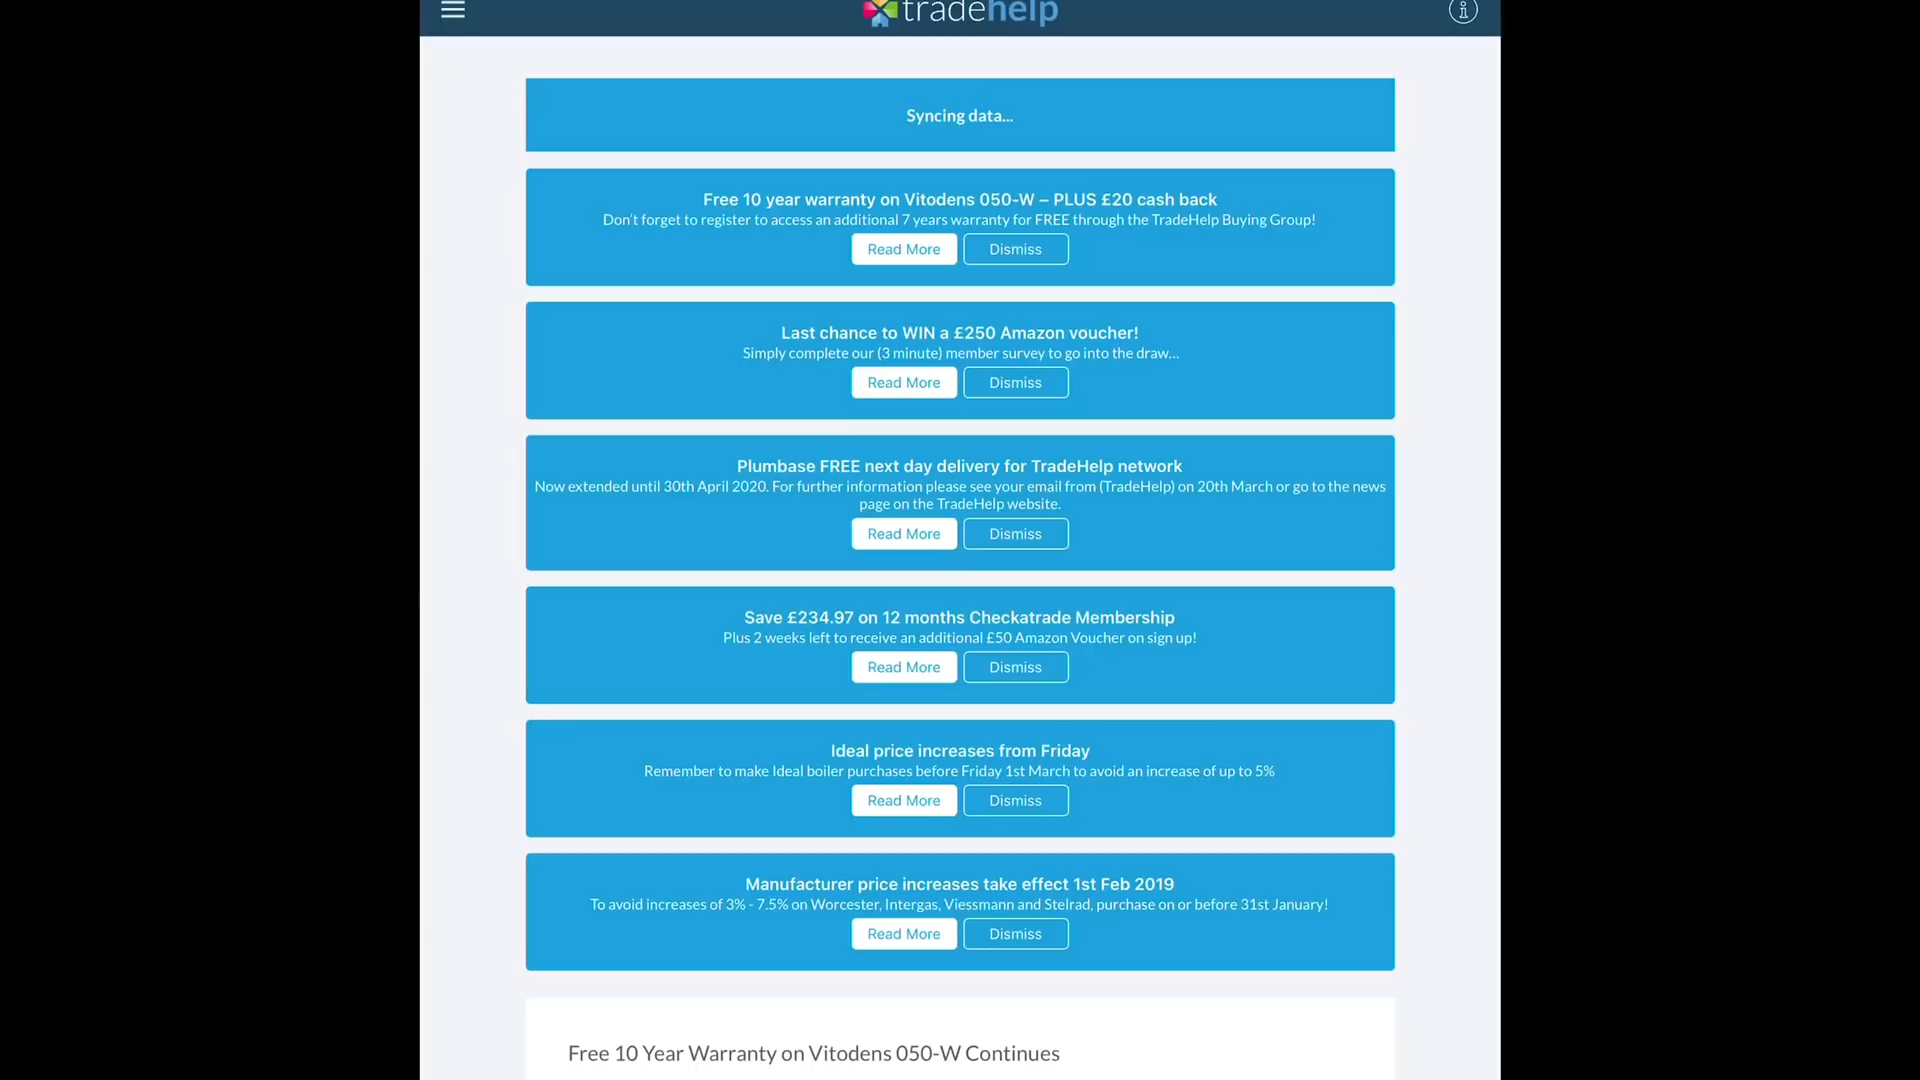 tradehelp
Syncing data...
Free 10 year warranty on Vitodens 050-W – PLUS £20 cash back
Don't forget to register to access an additional 7 years warranty for FREE through the TradeHelp Buying Group!
Read More Dismiss
Last chance to WIN a £250 Amazon voucher!
Simply complete our (3 minute) member survey to go into the draw...
Read More Dismiss
Plumbase FREE next day delivery for TradeHelp network
Now extended until 30th April 2020. For further information please see your email from (TradeHelp) on 20th March or go to the news
page on the TradeHelp website.
Read More Dismiss
Save £234.97 on 12 months Checkatrade Membership
Plus 2 weeks left to receive an additional £50 Amazon Voucher on sign up!
Read More Dismiss
Ideal price increases from Friday
Remember to make Ideal boiler purchases before Friday 1st March to avoid an increase of up to 5%
Read More Dismiss
Manufacturer price increases take effect 1st Feb 2019
To avoid increases of 3% - 7.5% on Worcester, Intergas, Viessmann and Stelrad, purchase on or before 31st January!
Read More Dismiss
Free 10 Year Warranty on Vitodens 050-W Continues